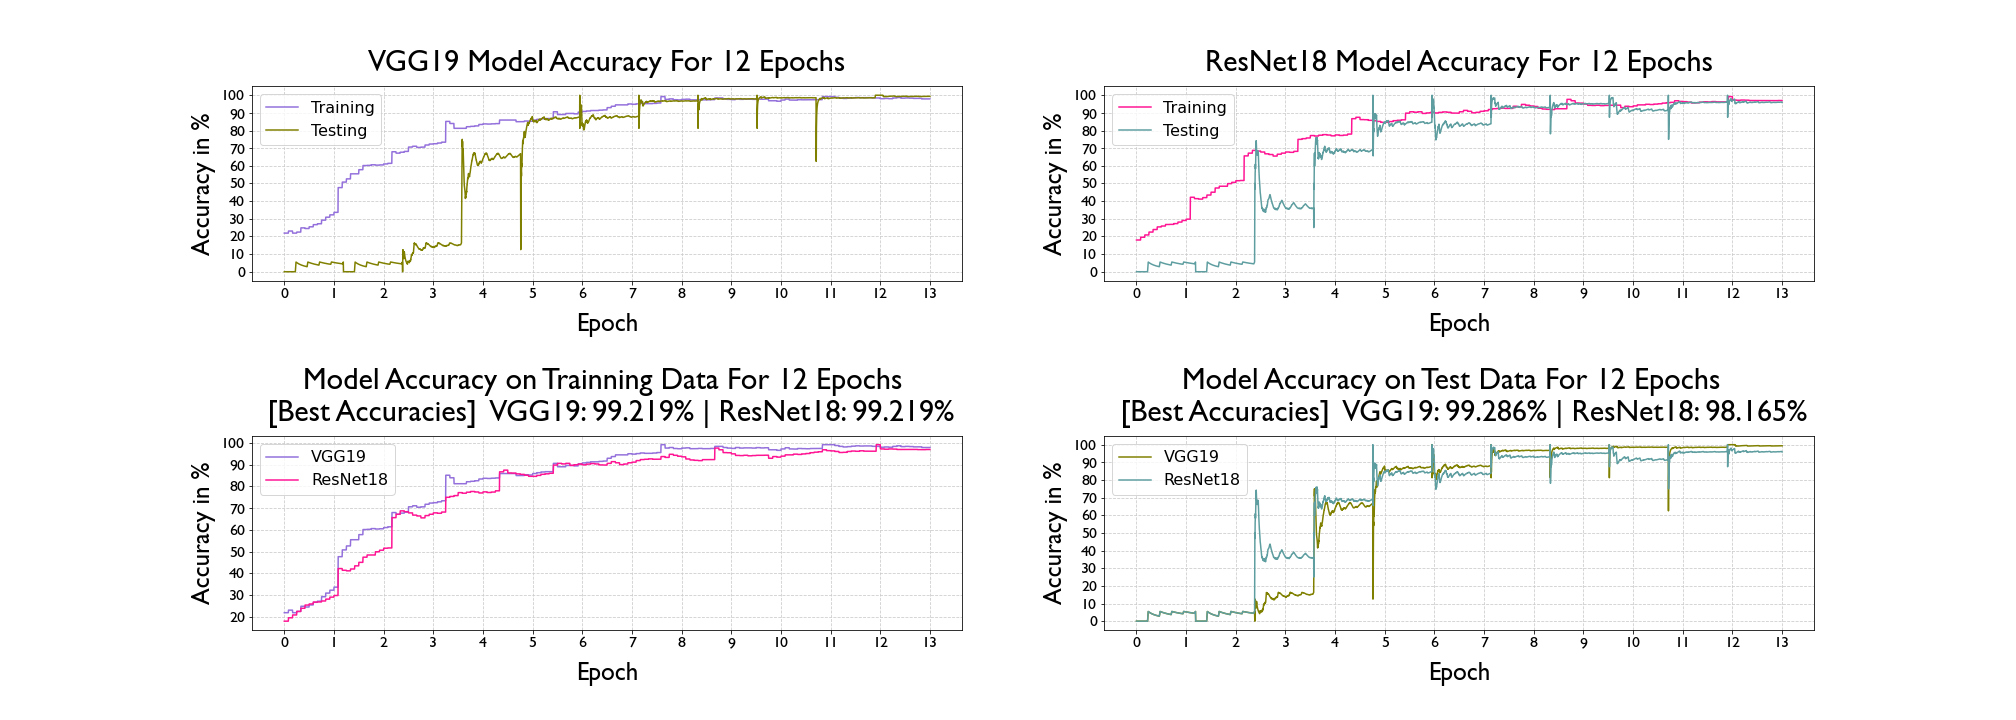 VGG19 Model Accuracy For 12 Epochs
Accuracy in %
100
90
80
70
60
50
40
30
20
10
0
Training
Testing
0 1 2 3 4 5 6 7 8 9 10 11 12 13
Epoch
ResNet18 Model Accuracy For 12 Epochs
Accuracy in %
100
90
80
70
60
50
40
30
20
10
0
Training
Testing
0 1 2 3 4 5 6 7 8 9 10 11 12 13
Epoch
Model Accuracy on Trainning Data For 12 Epochs
[Best Accuracies] VGG19: 99.219% | ResNet18: 99.219%
Accuracy in %
100
90
80
70
60
50
40
30
20
VGG19
ResNet18
0 1 2 3 4 5 6 7 8 9 10 11 12 13
Epoch
Model Accuracy on Test Data For 12 Epochs
[Best Accuracies] VGG19: 99.286% | ResNet18: 98.165%
Accuracy in %
100
90
80
70
60
50
40
30
20
10
0
VGG19
ResNet18
0 1 2 3 4 5 6 7 8 9 10 11 12 13
Epoch